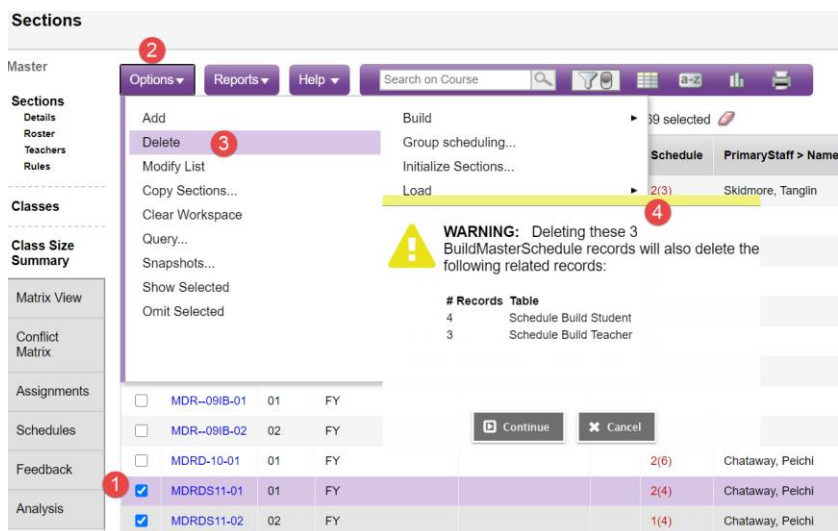 Sections
Master
Sections
Details
Roster
Teachers
Rules
Classes
Class Size
Summary
Matrix View
Conflict
Matrix
Assignments
Schedules
Feedback
Analysis
2
Options Reports Help Search on Course a-z
Add
Delete 3
Modify List
Copy Sections...
Clear Workspace
Query...
Snapshots...
Show Selected
Omit Selected
Build
Group scheduling...
Initialize Sections...
Load
69 selected
Schedule PrimaryStaff > Name
2(3) Skidmore, Tanglin
4
WARNING: Deleting these 3
BuildMasterSchedule records will also delete the
following related records:
# Records Table
4 Schedule Build Student
3 Schedule Build Teacher
Continue Cancel
MDR--09IB-01 01 FY
MDR--09IB-02 02 FY
MDRD-10-01 01 FY 2(6) Chataway, Peichi
1 MDRDS11-01 01 FY 2(4) Chataway, Peichi
MDRDS11-02 02 FY 1(4) Chataway, Peichi